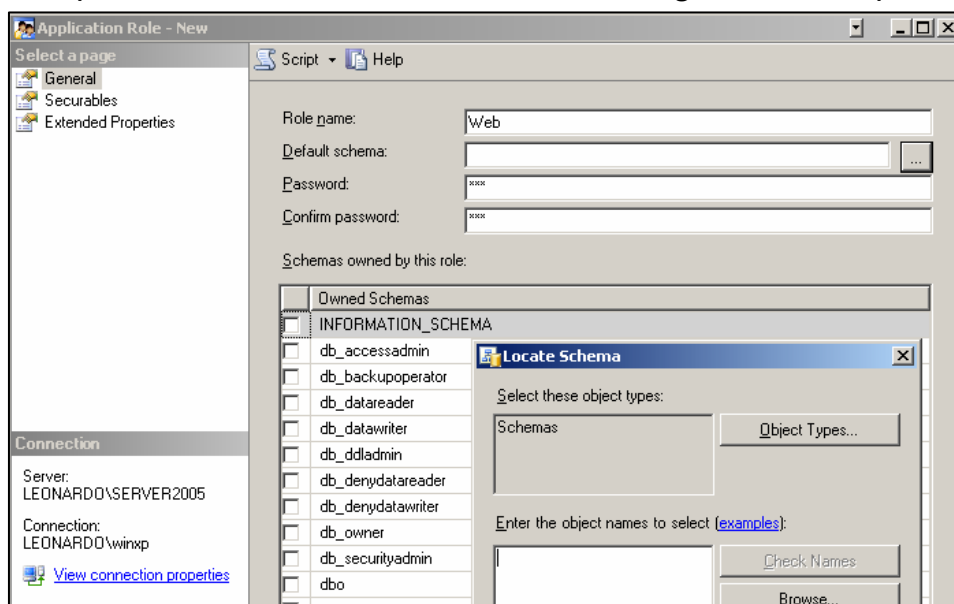 Application Role - New
Select a page
General
Securables
Extended Properties
Script Help
Role name: Web
Default schema: ...
Password: xxx
Confirm password: xxx
Schemas owned by this role:
Owned Schemas
INFORMATION_SCHEMA
db_accessadmin
db_backupoperator
db_datareader
db_datawriter
db_ddladmin
db_denydatareader
db_denydatawriter
db_owner
db_securityadmin
dbo
Locate Schema
Select these object types:
Schemas
Object Types...
Enter the object names to select (examples):
Check Names
Browse...
Connection
Server:
LEONARDO\SERVER2005
Connection:
LEONARDO\winxp
View connection properties